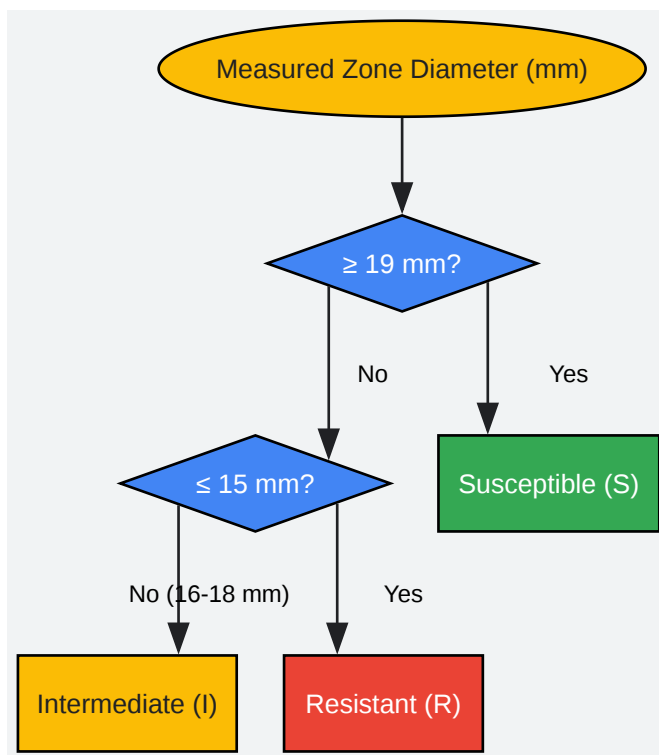 Measured Zone Diameter (mm)
≥ 19 mm?
No
Yes
≤ 15 mm?
Susceptible (S)
No (16-18 mm)
Yes
Intermediate (I)
Resistant (R)